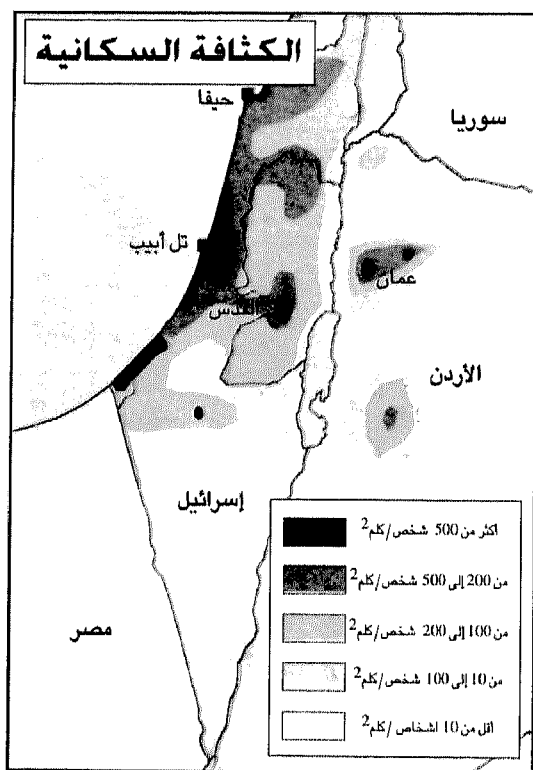 الكثافة السكانية
حيفا
سوريا
تل أبيب
عمان
القدس
الأردن
إسرائيل
مصر
اكثر من 500 شخص/كلم2
من 200 إلى 500 شخص/كلم2
من 100 إلى 200 شخص/كلم2
من 10 إلى 100 شخص/كلم2
أقل من 10 اشخاص/كلم2